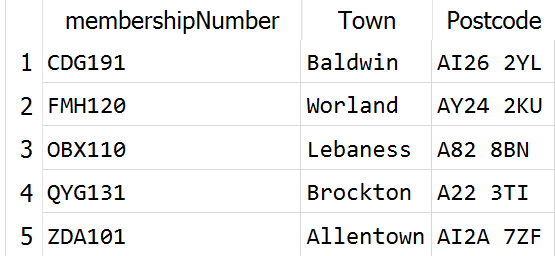 membershipNumber Town Postcode
1 CDG191 Baldwin AI26 2YL
2 FMH120 Worland AY24 2KU
3 OBX110 Lebaness A82 8BN
4 QYG131 Brockton A22 3TI
5 ZDA101 Allentown AI2A 7ZF